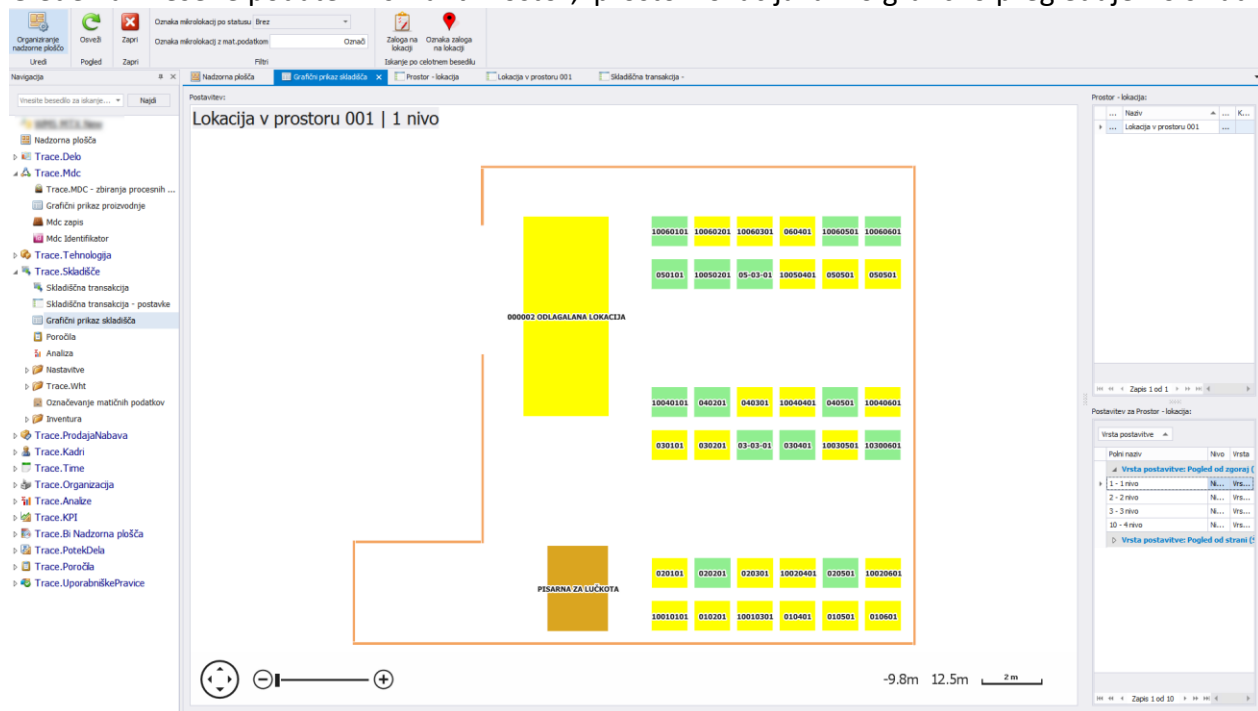 Organiziranje nadzorne ploščo
Osveži
Zapri
Oznaka mikrolokacij po statusu Brez
Oznaka mikrolokacij z mat.podatkom Označ
Zaloga na lokaciji
Oznaka zaloga na lokaciji
Uredi
Pogled
Zapri
Filtri
Iskanje po celotnem besedilu
Navigacija
Nadzorna plošča
Grafični prikaz skladišča
Prostor - lokacija
Lokacija v prostoru 001
Skladiščna transakcija -
Vnesite besedilo za iskanje...
Najdi
Nadzorna plošča
Trace.Delo
Trace.Mdc
Trace.MDC - zbiranja procesnih ...
Grafični prikaz proizvodnje
Mdc zapis
Mdc Identifikator
Trace.Tehnologija
Trace.Skladišče
Skladiščna transakcija
Skladiščna transakcija - postavke
Grafični prikaz skladišča
Poročila
Analiza
Nastavitve
Trace.Wht
Označevanje matičnih podatkov
Inventura
Trace.ProdajaNabava
Trace.Kadri
Trace.Time
Trace.Organizacija
Trace.Analize
Trace.KPI
Trace.Bi Nadzorna plošča
Trace.PotekDela
Trace.Poročila
Trace.UporabniškePravice
Postavitev:
Lokacija v prostoru 001 | 1 nivo
10060101 10060201 10060301 060401 10060501 10060601
050101 10050201 05-03-01 10050401 050501 050501
000002 ODLAGALANA LOKACIJA
10040101 040201 040301 10040401 040501 10040601
030101 030201 03-03-01 030401 10030501 10300601
020101 020201 020301 10020401 020501 10020601
PISARNA ZA LUČKOTA
10010101 010201 10010301 010401 010501 010601
-9.8m 12.5m 2 m
Prostor - lokacija:
... Naziv ... K...
... Lokacija v prostoru 001 ...
Zapis 1 od 1
Postavitev za Prostor - lokacija:
Vrsta postavitve
Polni naziv Nivo Vrsta
Vrsta postavitve: Pogled od zgoraj (
1 - 1 nivo Ni... Vrs...
2 - 2 nivo Ni... Vrs...
3 - 3 nivo Ni... Vrs...
10 - 4 nivo Ni... Vrs...
Vrsta postavitve: Pogled od strani (
Zapis 1 od 10